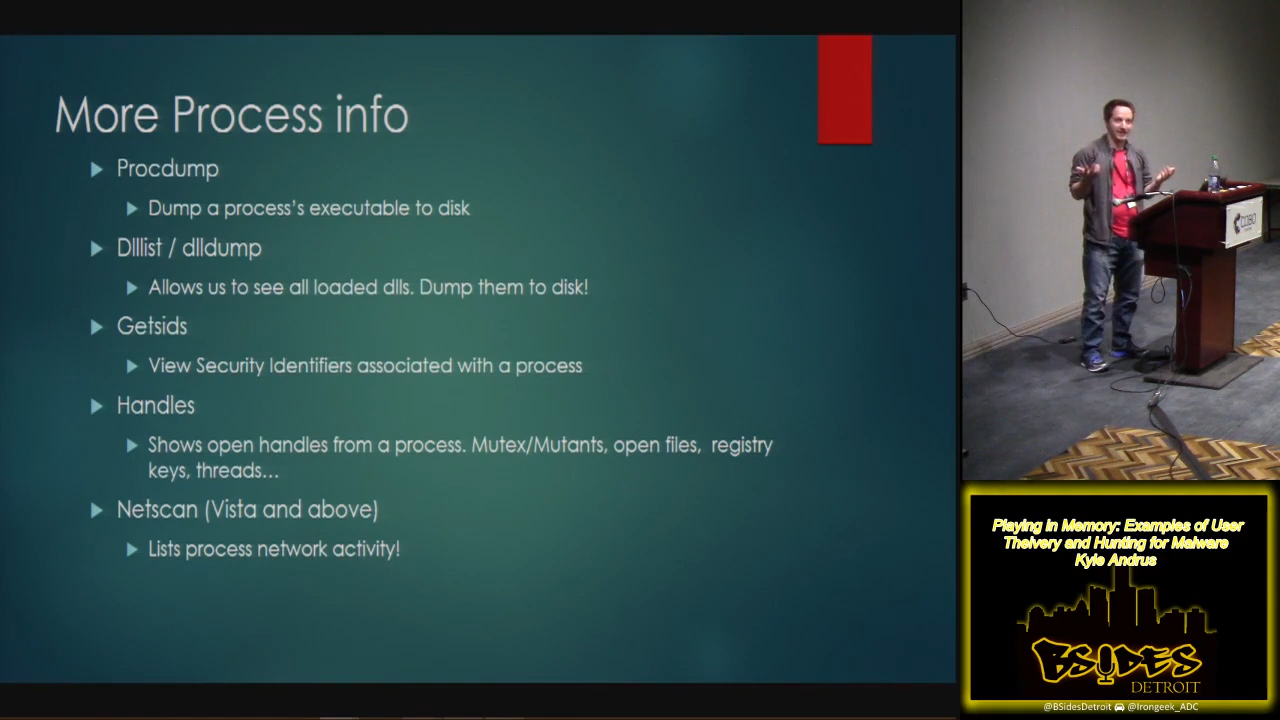 More Process info
Procdump
Dump a process's executable to disk
Dlllist / dlldump
Allows us to see all loaded dlls. Dump them to disk!
Getsids
View Security Identifiers associated with a process
Handles
Shows open handles from a process. Mutex/Mutants, open files, registry
keys, threads...
Netscan (Vista and above)
Lists process network activity!
COBO
Playing in Memory: Examples of User
Theivery and Hunting for Malware
Kyle Andrus
BSIDES
DETROIT
@BSidesDetroit @Irongeek_ADC